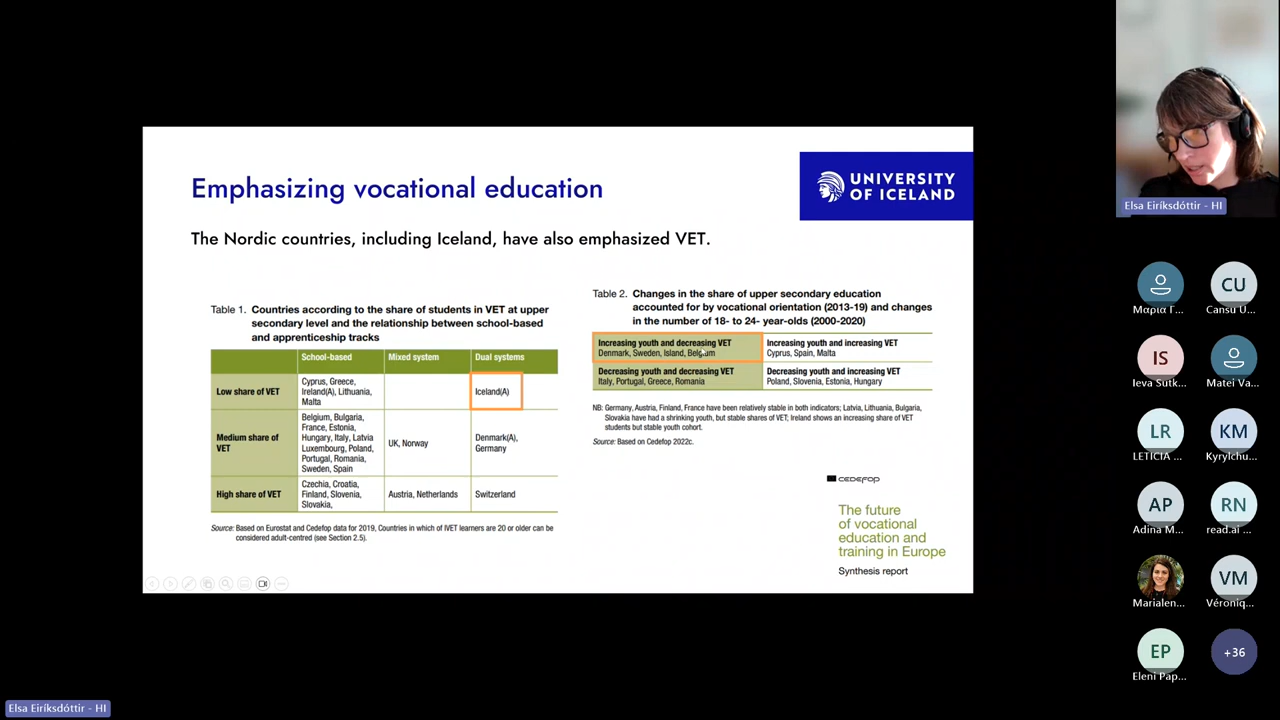 Emphasizing vocational education
UNIVERSITY
OF ICELAND
The Nordic countries, including Iceland, have also emphasized VET.
Table 1. Countries according to the share of students in VET at upper
secondary level and the relationship between school-based
and apprenticeship tracks
School-based Mixed system Dual systems
Low share of VET
Cyprus, Greece,
Ireland(A), Lithuania,
Malta
Iceland(A)
Medium share of
VET
Belgium, Bulgaria,
France, Estonia,
Hungary, Italy, Latvia
Luxembourg, Poland,
Portugal, Romania,
Sweden, Spain
UK, Norway
Denmark(A),
Germany
High share of VET
Czechia, Croatia,
Finland, Slovenia,
Slovakia,
Austria, Netherlands
Switzerland
Source: Based on Eurostat and Cedefop data for 2019, Countries in which of IVET learners are 20 or older can be
considered adult-centred (see Section 2.5).
Table 2. Changes in the share of upper secondary education
accounted for by vocational orientation (2013-19) and changes
in the number of 18- to 24- year-olds (2000-2020)
Increasing youth and decreasing VET
Denmark, Sweden, Island, Belgium
Increasing youth and increasing VET
Cyprus, Spain, Malta
Decreasing youth and decreasing VET
Italy, Portugal, Greece, Romania
Decreasing youth and increasing VET
Poland, Slovenia, Estonia, Hungary
NB: Germany, Austria, Finland, France have been relatively stable in both indicators; Latvia, Lithuania, Bulgaria,
Slovakia have had a shrinking youth, but stable shares of VET; Ireland shows an increasing share of VET
students but stable youth cohort.
Source: Based on Cedefop 2022c.
CEDEFOP
The future
of vocational
education and
training in Europe
Synthesis report
Elsa Eiríksdóttir - HI
Μαρία Γ...
CU
Cansu U...
IS
Ieva Sutk...
Matei Va...
LR
LETICIA ...
KM
Kyrylchu...
AP
Adina M...
RN
read.ai ...
Marialen...
VM
Véroniq...
EP
Eleni Pap...
+36
Elsa Eiríksdóttir - HI